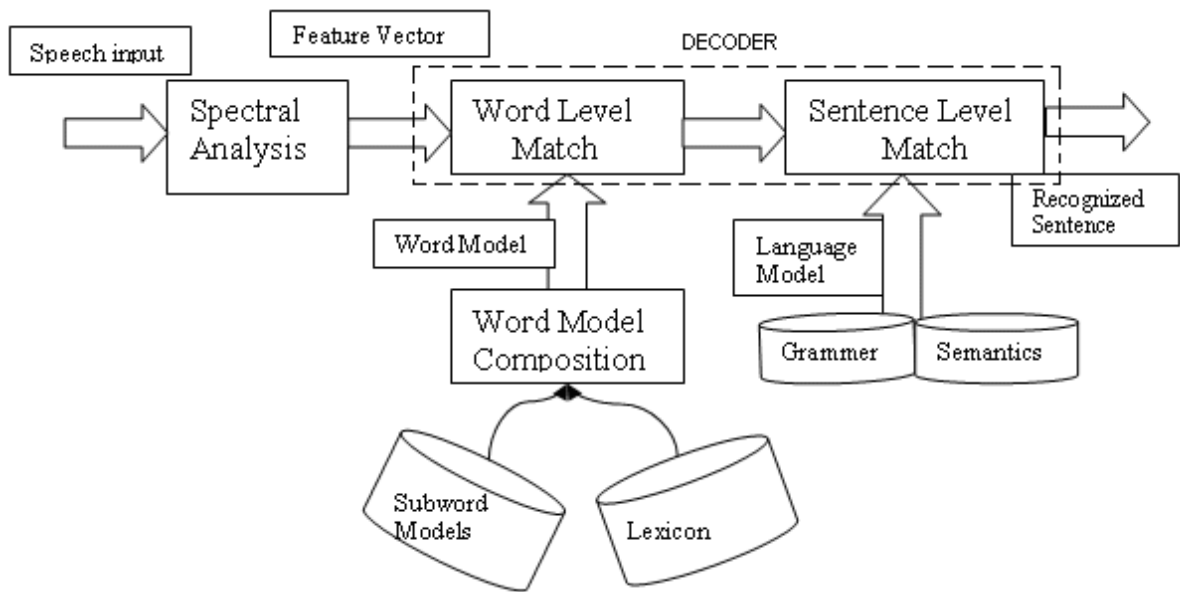 Speech input
Feature Vector
DECODER
Spectral
Analysis
Word Level
Match
Sentence Level
Match
Recognized
Sentence
Word Model
Language
Model
Word Model
Composition
Grammer
Semantics
Subword
Models
Lexicon